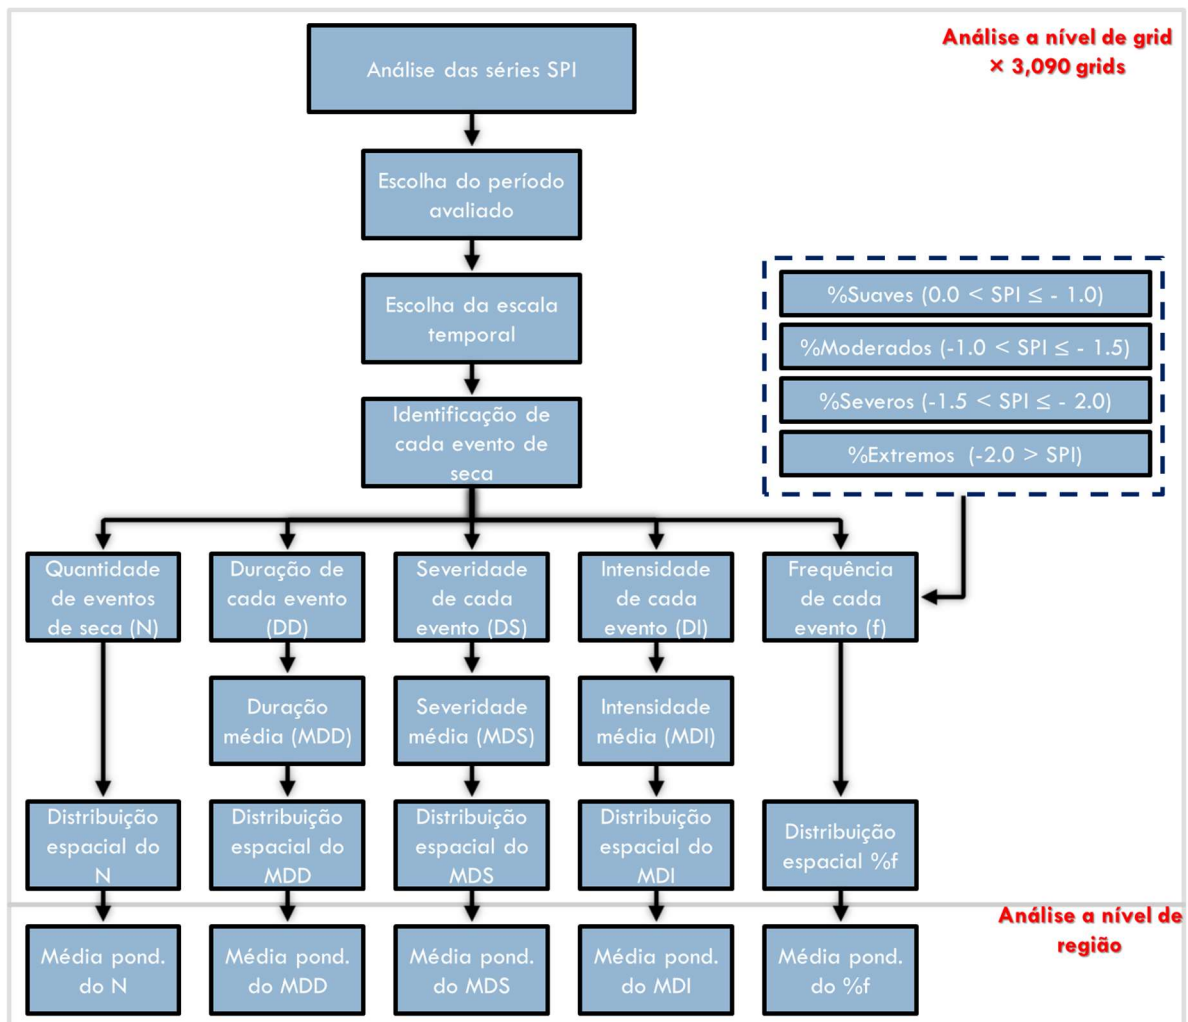 Análise a nível de grid
× 3,090 grids
Análise das séries SPI
Escolha do período
avaliado
Escolha da escala
temporal
Identificação de
cada evento de
seca
%Suaves (0.0 < SPI ≤ - 1.0)
%Moderados (-1.0 < SPI ≤ - 1.5)
%Severos (-1.5 < SPI ≤ - 2.0)
%Extremos (-2.0 > SPI)
Quantidade
de eventos
de seca (N)
Duração de
cada evento
(DD)
Severidade
de cada
evento (DS)
Intensidade
de cada
evento (DI)
Frequência
de cada
evento (f)
Duração
média (MDD)
Severidade
média (MDS)
Intensidade
média (MDI)
Distribuição
espacial do
N
Distribuição
espacial do
MDD
Distribuição
espacial do
MDS
Distribuição
espacial do
MDI
Distribuição
espacial %f
Análise a nível de
região
Média pond.
do N
Média pond.
do MDD
Média pond.
do MDS
Média pond.
do MDI
Média pond.
do %f